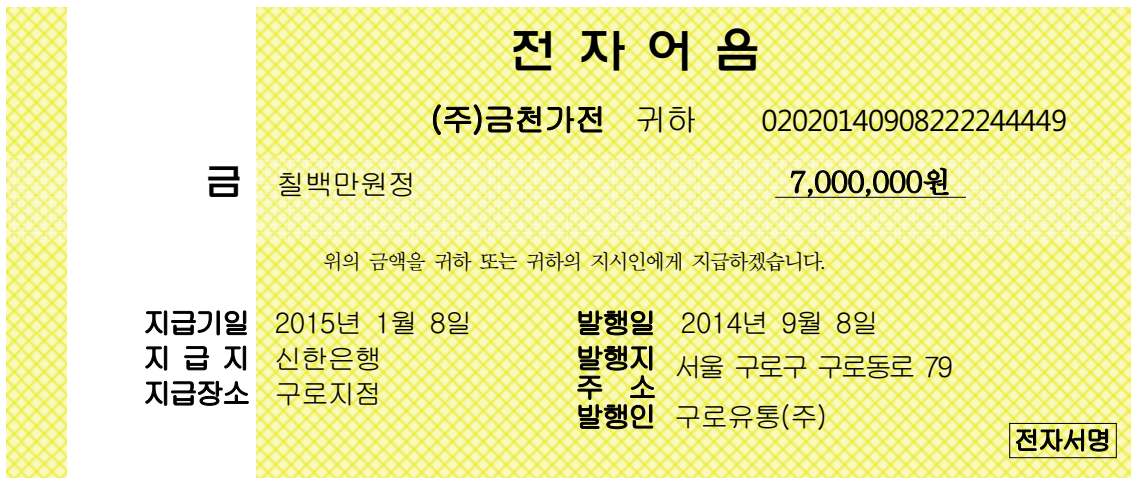 전 자 어 음
(주)금천가전 귀하 02020140908222244449
금 칠백만원정 7,000,000원
위의 금액을 귀하 또는 귀하의 지시인에게 지급하겠습니다.
지급기일 2015년 1월 8일 발행일 2014년 9월 8일
지 급 지 신한은행 발행지 서울 구로구 구로동로 79
지급장소 구로지점 주 소
발행인 구로유통(주)
전자서명